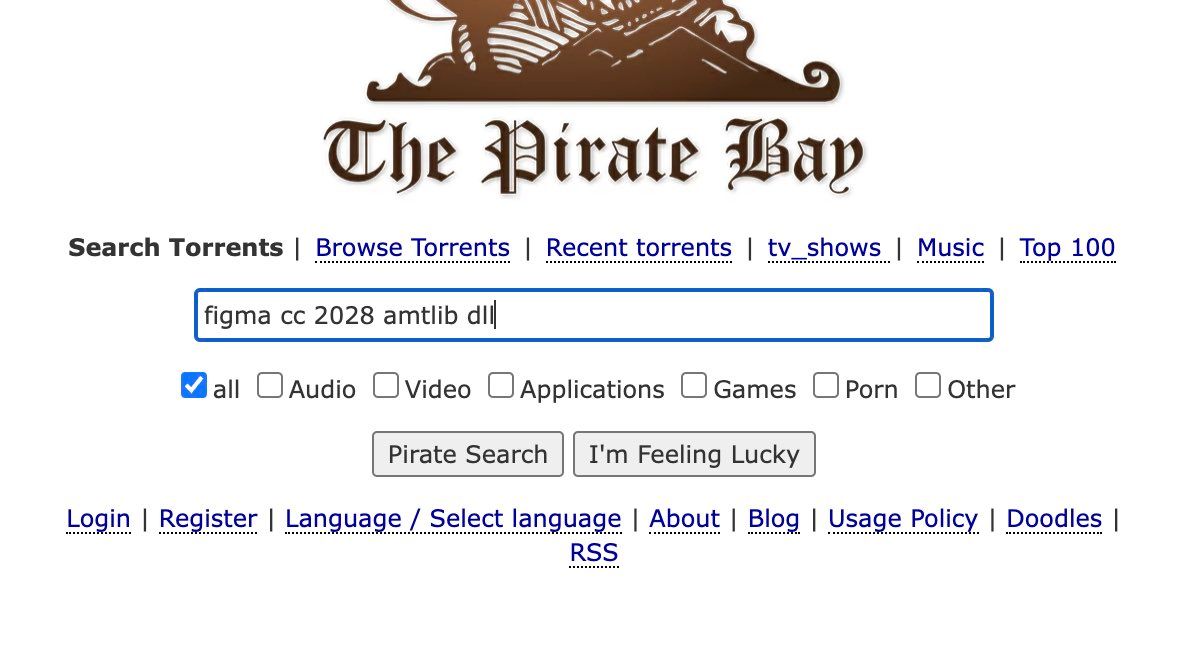 The Pirate Bay
Search Torrents | Browse Torrents | Recent torrents | tv_shows | Music | Top 100
figma cc 2028 amtlib dll
all Audio Video Applications Games Porn Other
Pirate Search I'm Feeling Lucky
Login | Register | Language / Select language | About | Blog | Usage Policy | Doodles |
RSS